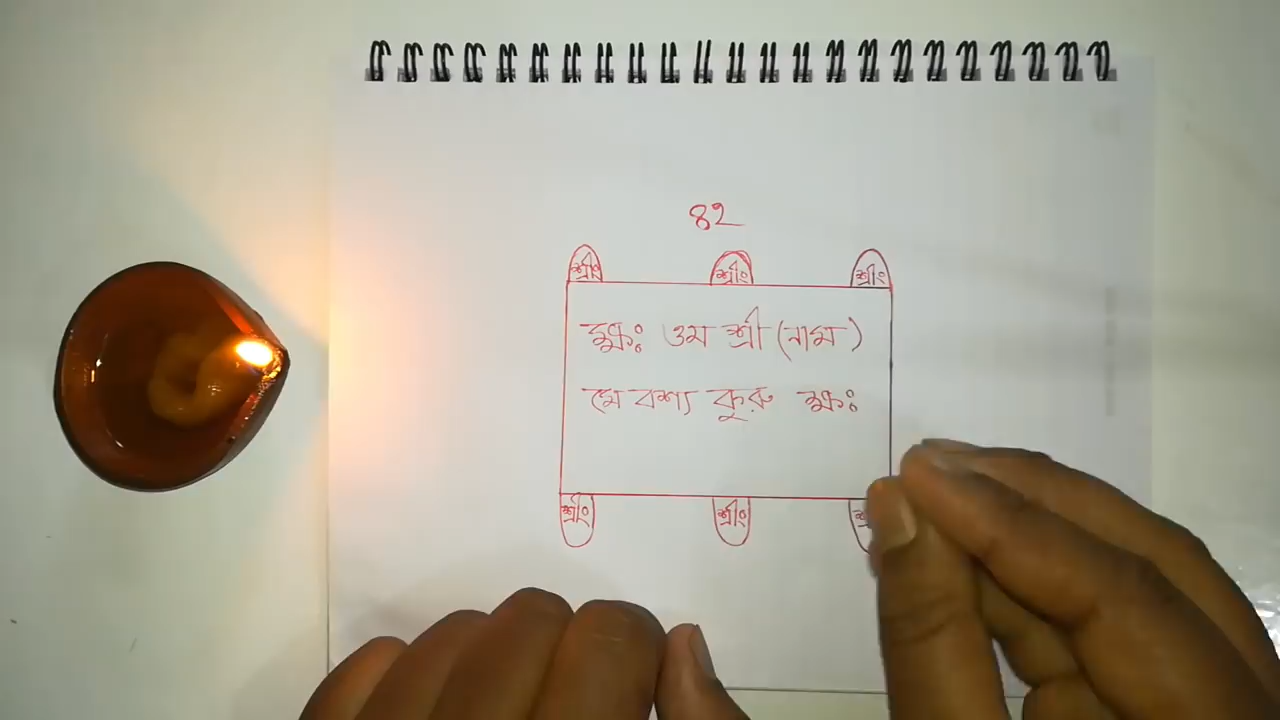 ৪২
শ্রীং শ্রীং শ্রীং
হ্মঃ ওম শ্রী (নাম)
মে বশ্য কুরু হ্মঃ
শ্রীং শ্রীং